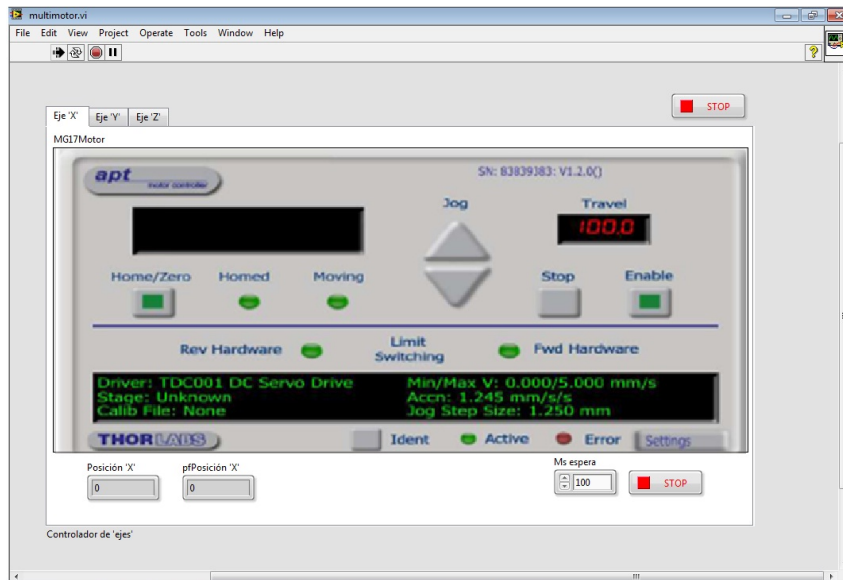 multimotor.vi
File Edit View Project Operate Tools Window Help
STOP
Eje 'X' Eje 'Y' Eje 'Z'
MG17Motor
apt
motor controller
SN: 83839383: V1.2.0()
Jog
Travel
100.0
Home/Zero Homed Moving
Stop Enable
Rev Hardware
Limit
Switching
Fwd Hardware
Driver: TDC001 DC Servo Drive
Stage: Unknown
Calib File: None
Min/Max V: 0.000/5.000 mm/s
Accn: 1.245 mm/s/s
Jog Step Size: 1.250 mm
THORLABS
Ident Active Error Settings
Posición 'X'
0
pfPosición 'X'
0
Ms espera
100
STOP
Controlador de 'ejes'